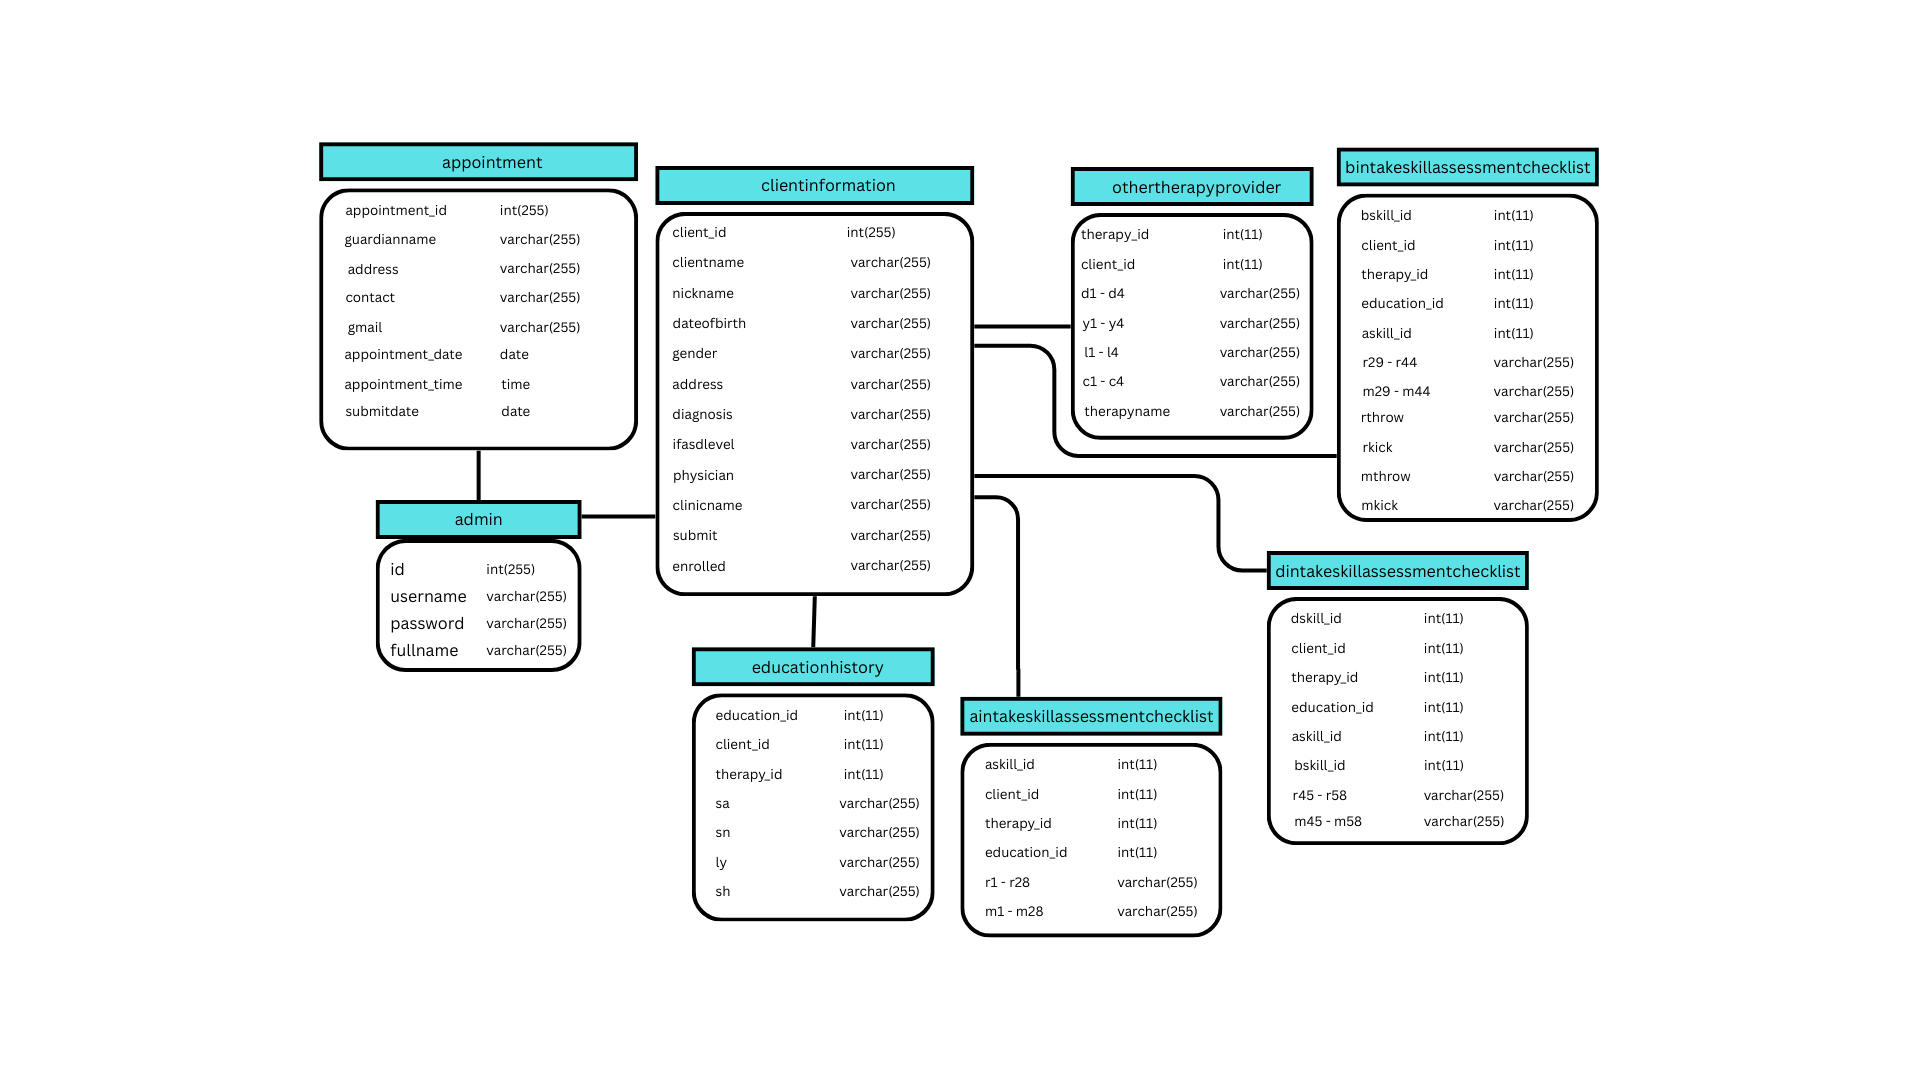 appointment
appointment_id int(255)
guardianname varchar(255)
address varchar(255)
contact varchar(255)
gmail varchar(255)
appointment_date date
appointment_time time
submitdate date
admin
id int(255)
username varchar(255)
password varchar(255)
fullname varchar(255)
clientinformation
client_id int(255)
clientname varchar(255)
nickname varchar(255)
dateofbirth varchar(255)
gender varchar(255)
address varchar(255)
diagnosis varchar(255)
ifasdlevel varchar(255)
physician varchar(255)
clinicname varchar(255)
submit varchar(255)
enrolled varchar(255)
educationhistory
education_id int(11)
client_id int(11)
therapy_id int(11)
sa varchar(255)
sn varchar(255)
ly varchar(255)
sh varchar(255)
othertherapyprovider
therapy_id int(11)
client_id int(11)
d1 - d4 varchar(255)
y1 - y4 varchar(255)
l1 - l4 varchar(255)
c1 - c4 varchar(255)
therapyname varchar(255)
aintakeskillassessmentchecklist
askill_id int(11)
client_id int(11)
therapy_id int(11)
education_id int(11)
r1 - r28 varchar(255)
m1 - m28 varchar(255)
bintakeskillassessmentchecklist
bskill_id int(11)
client_id int(11)
therapy_id int(11)
education_id int(11)
askill_id int(11)
r29 - r44 varchar(255)
m29 - m44 varchar(255)
rthrow varchar(255)
rkick varchar(255)
mthrow varchar(255)
mkick varchar(255)
dintakeskillassessmentchecklist
dskill_id int(11)
client_id int(11)
therapy_id int(11)
education_id int(11)
askill_id int(11)
bskill_id int(11)
r45 - r58 varchar(255)
m45 - m58 varchar(255)